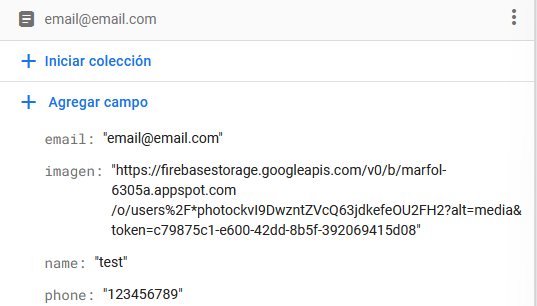 email@email.com
Iniciar colección
Agregar campo
email: "email@email.com"
imagen: "https://firebasestorage.googleapis.com/v0/b/marfol-
6305a.appspot.com
/o/users%2F*photockvI9DwzntZVcQ63jdkefeOU2FH2?alt=media&
token=c79875c1-e600-42dd-8b5f-392069415d08"
name: "test"
phone: "123456789"